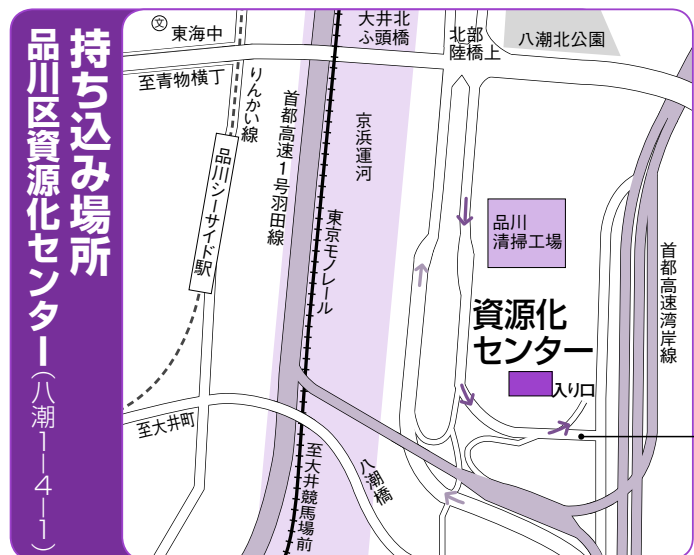 持ち込み場所
品川区資源化センター(八潮1―4―1)
文
東海中
大井北
ふ頭橋
北部
陸橋上
八潮北公園
至青物横丁
りんかい線
品川シーサイド駅
首都高速1号羽田線
東京モノレール
京浜運河
品川
清掃工場
首都高速湾岸線
資源化
センター
入り口
至大井町
八潮橋
至大井競馬場前